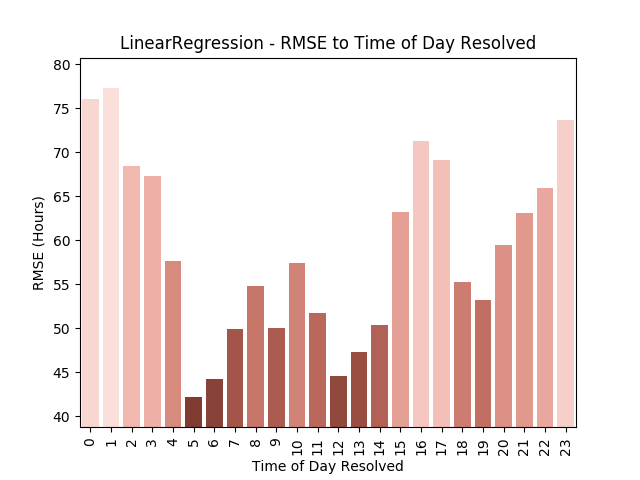 LinearRegression - RMSE to Time of Day Resolved
80
75
70
65
60
55
50
45
40
RMSE (Hours)
0 1 2 3 4 5 6 7 8 9 10 11 12 13 14 15 16 17 18 19 20 21 22 23
Time of Day Resolved